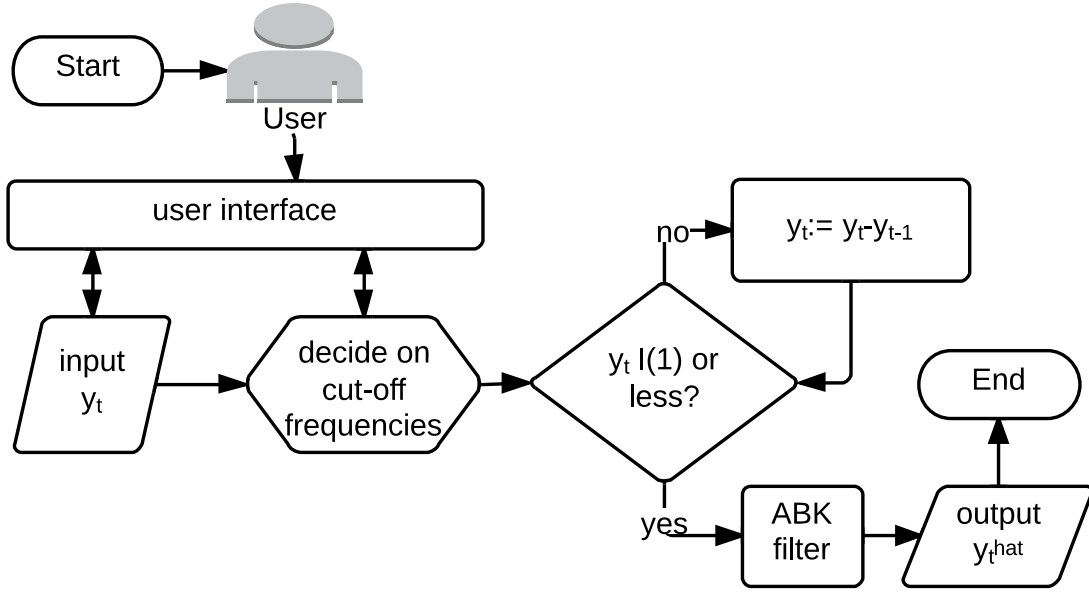 Start
User
user interface
input
yₜ
decide on
cut-off
frequencies
yₜ I(1) or
less?
no
yₜ:= yₜ-yₜ₋₁
yes
ABK
filter
output
yₜʰᵃᵗ
End